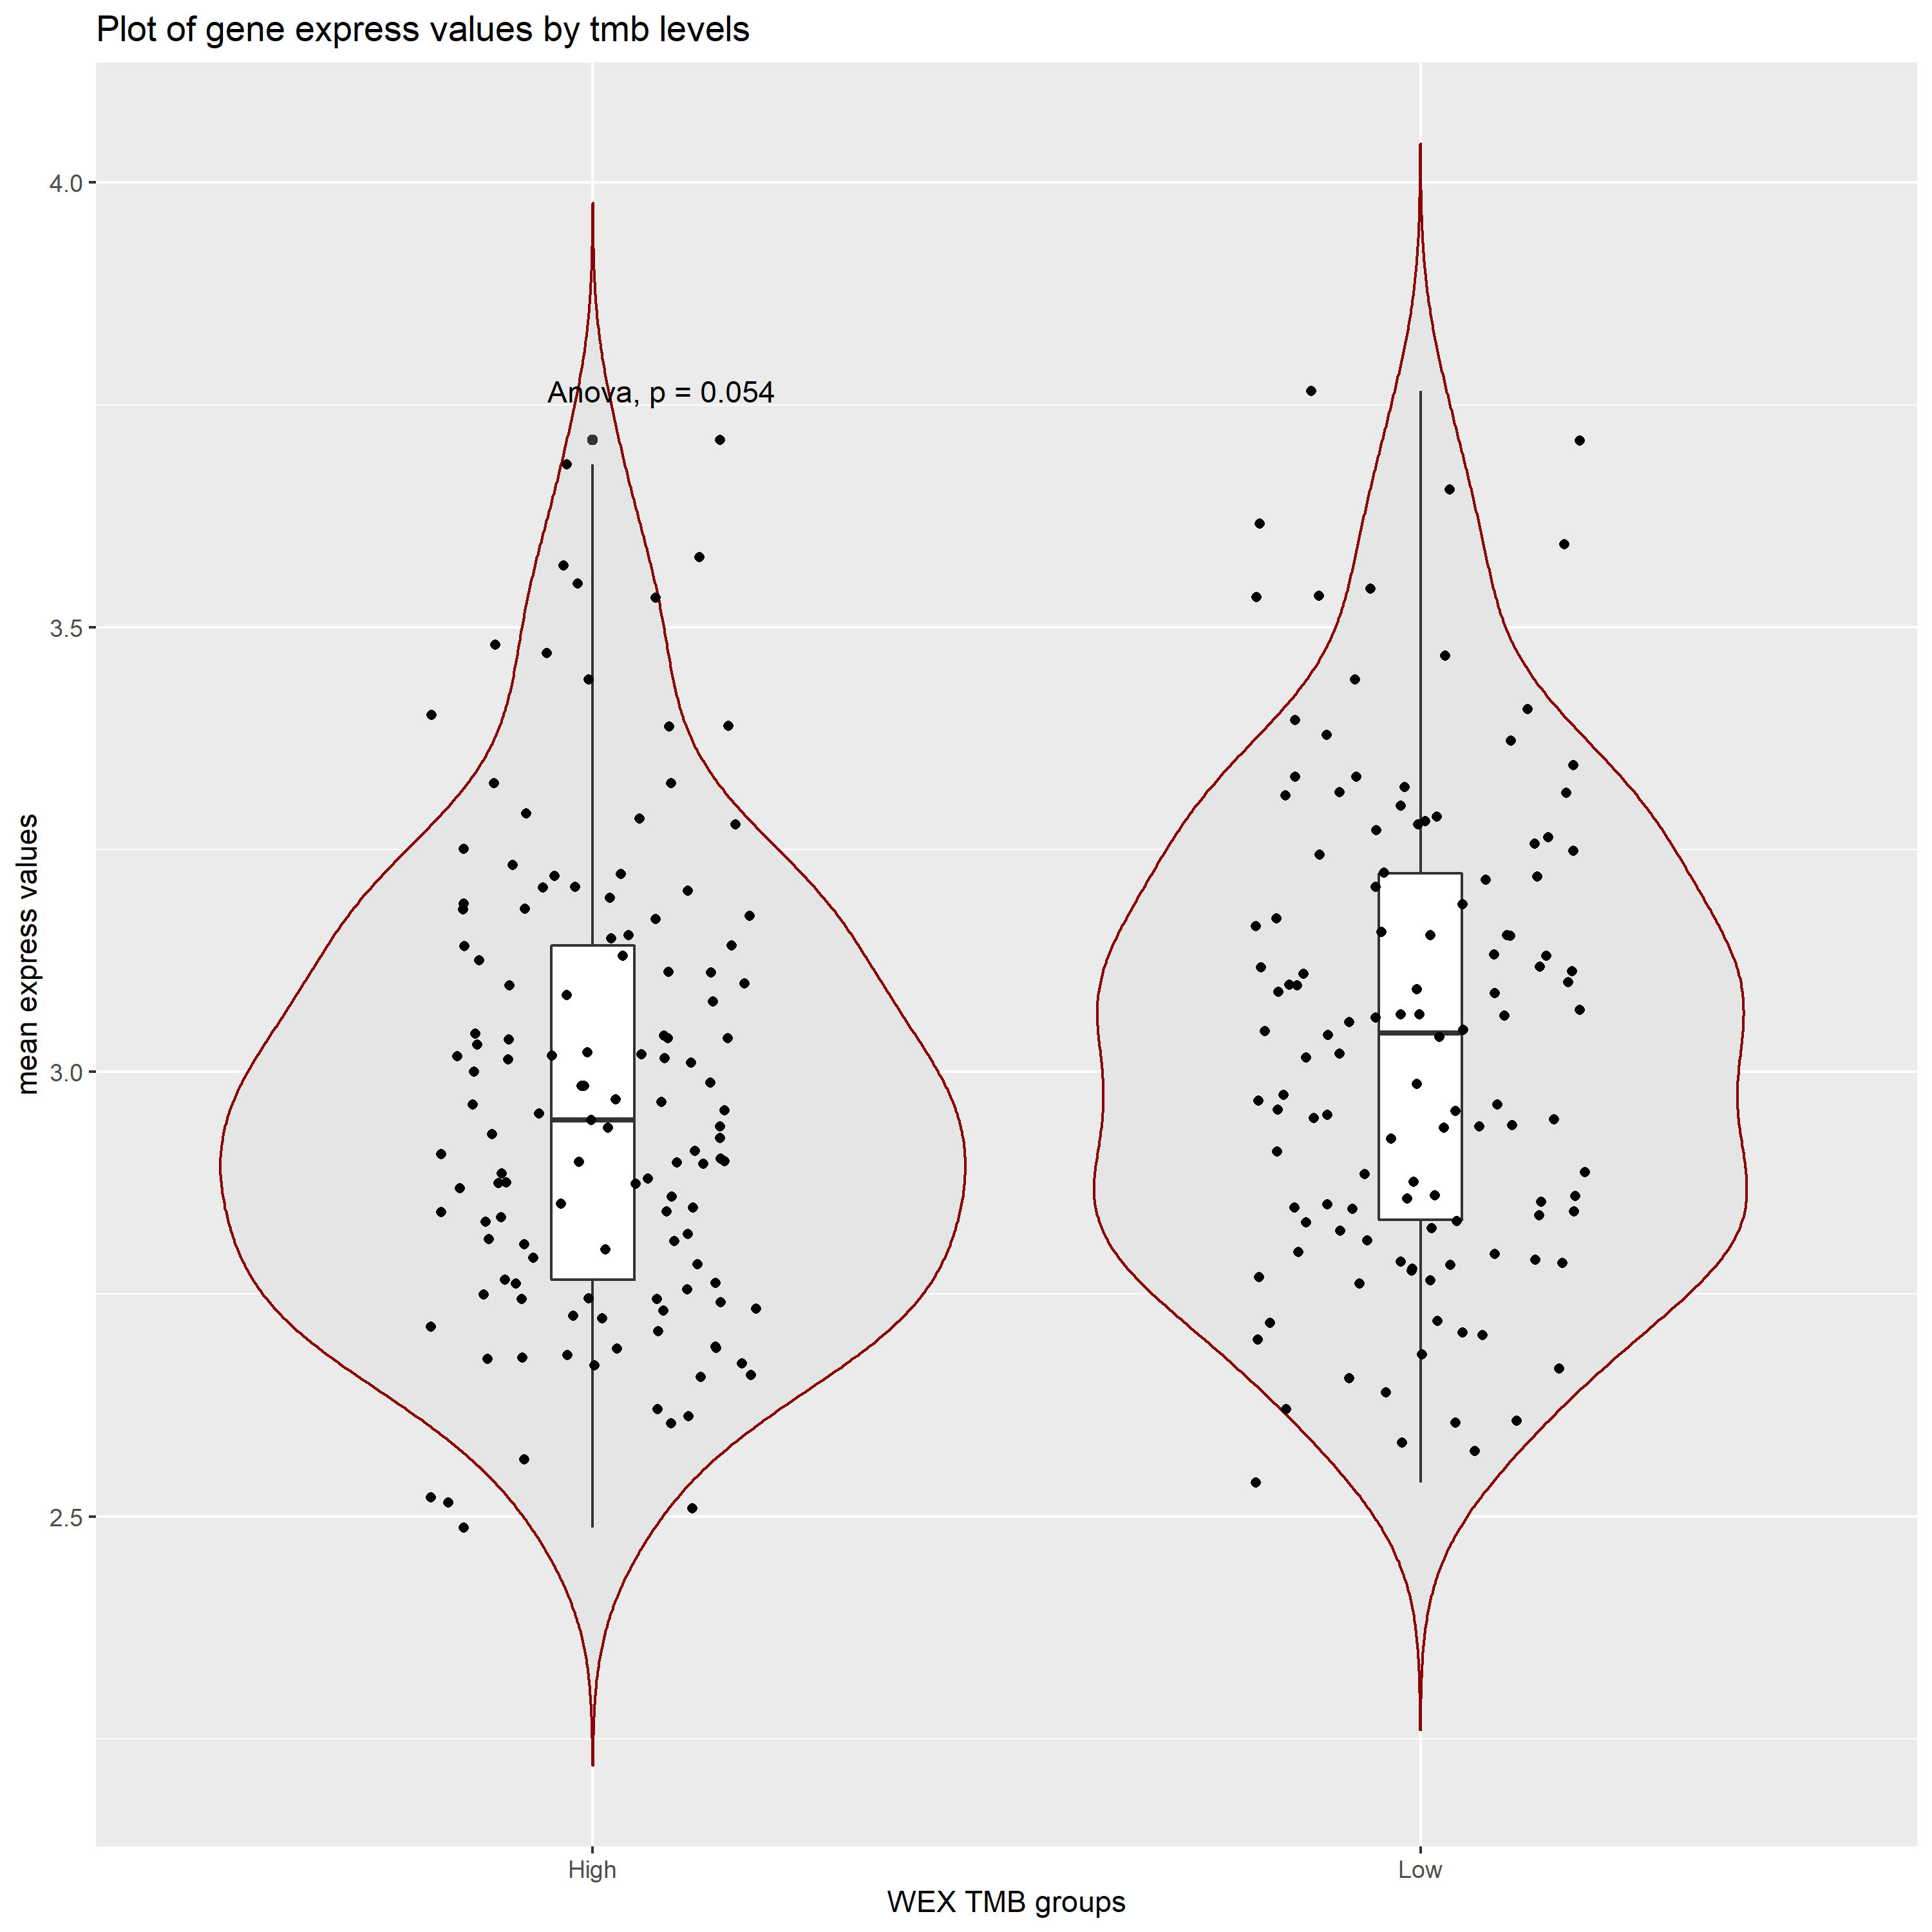 Plot of gene express values by tmb levels
4.0
Anova, p = 0.054
3.5
mean express values
3.0
2.5
High
Low
WEX TMB groups